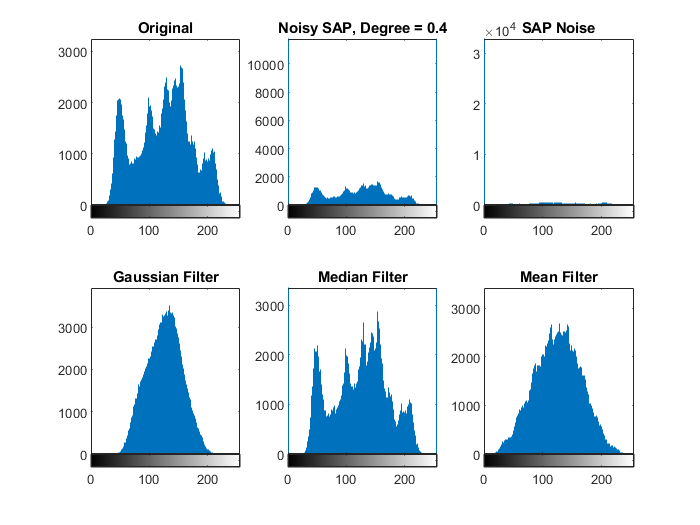 Original
3000
2000
1000
0
0 100 200
Noisy SAP, Degree = 0.4
10000
8000
6000
4000
2000
0
0 100 200
×10^4 SAP Noise
3
2
1
0
0 100 200
Gaussian Filter
3000
2000
1000
0
0 100 200
Median Filter
3000
2000
1000
0
0 100 200
Mean Filter
3000
2000
1000
0
0 100 200